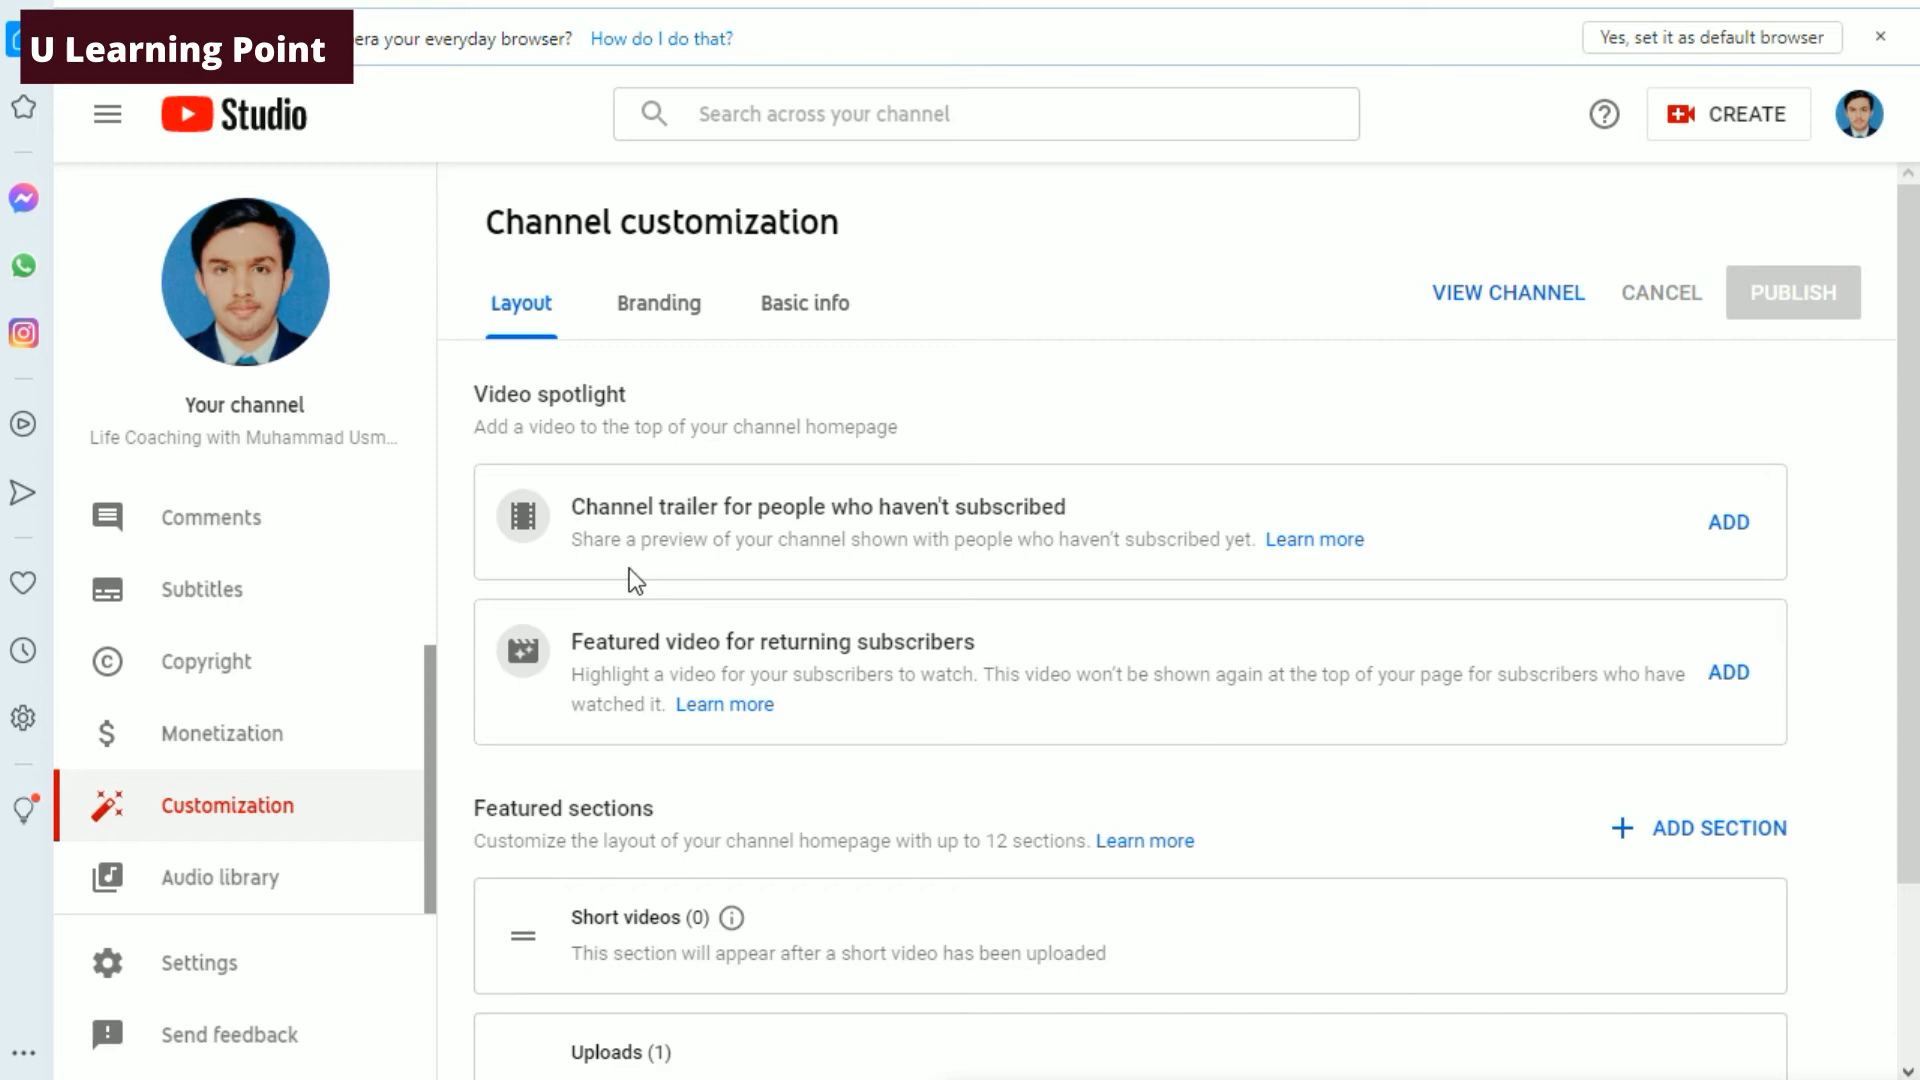 U Learning Point
era your everyday browser? How do I do that?
Yes, set it as default browser
Studio
Search across your channel
CREATE
Your channel
Life Coaching with Muhammad Usm...
Comments
Subtitles
Copyright
Monetization
Customization
Audio library
Settings
Send feedback
Channel customization
Layout
Branding
Basic info
VIEW CHANNEL
CANCEL
PUBLISH
Video spotlight
Add a video to the top of your channel homepage
Channel trailer for people who haven't subscribed
Share a preview of your channel shown with people who haven't subscribed yet. Learn more
ADD
Featured video for returning subscribers
Highlight a video for your subscribers to watch. This video won't be shown again at the top of your page for subscribers who have
watched it. Learn more
ADD
Featured sections
Customize the layout of your channel homepage with up to 12 sections. Learn more
ADD SECTION
Short videos (0)
This section will appear after a short video has been uploaded
Uploads (1)